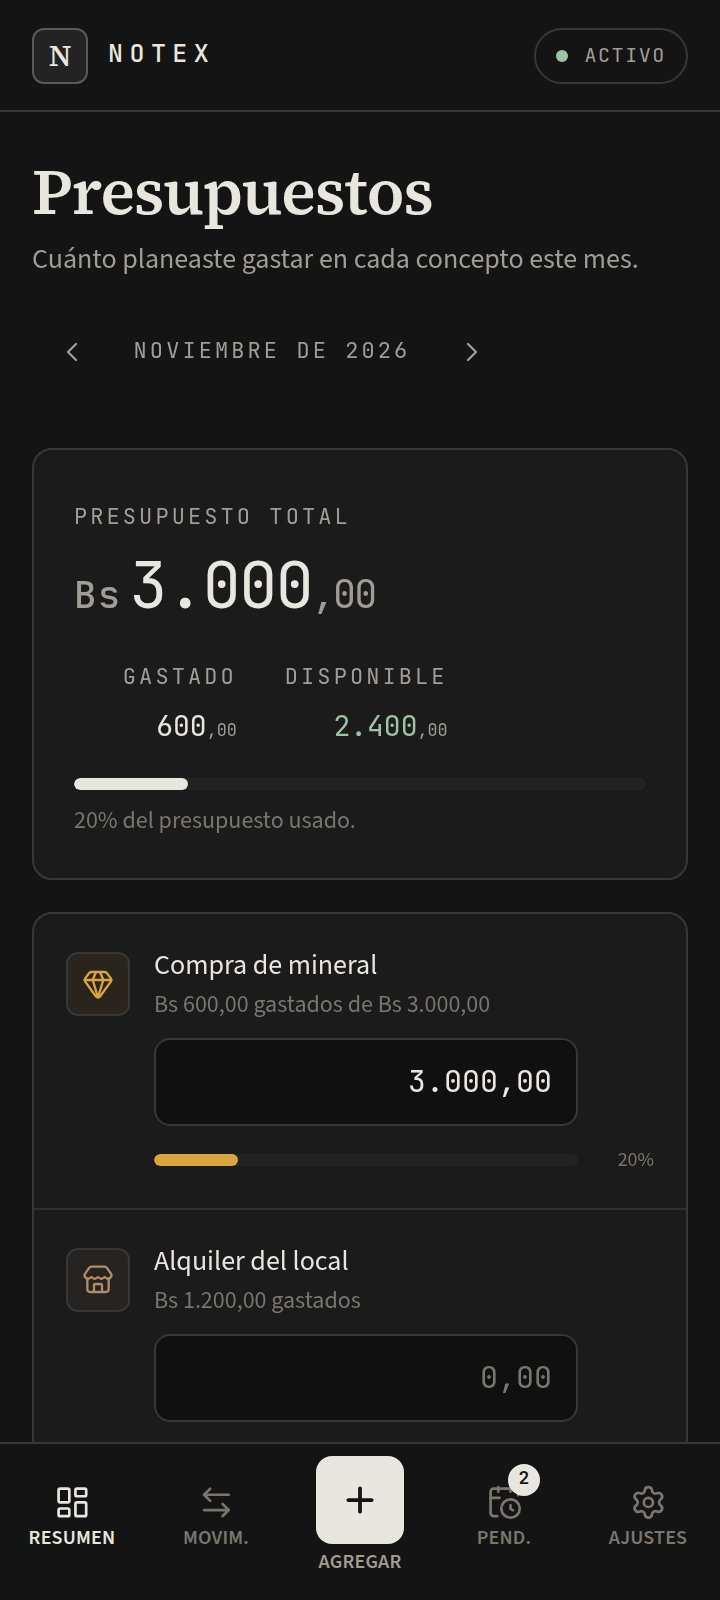 N NOTEX ACTIVO
Presupuestos
Cuánto planeaste gastar en cada concepto este mes.
NOVIEMBRE DE 2026
PRESUPUESTO TOTAL
Bs 3.000,00
GASTADO DISPONIBLE
600,00 2.400,00
20% del presupuesto usado.
Compra de mineral
Bs 600,00 gastados de Bs 3.000,00
3.000,00
20%
Alquiler del local
Bs 1.200,00 gastados
0,00
2
RESUMEN MOVIM. AGREGAR PEND. AJUSTES